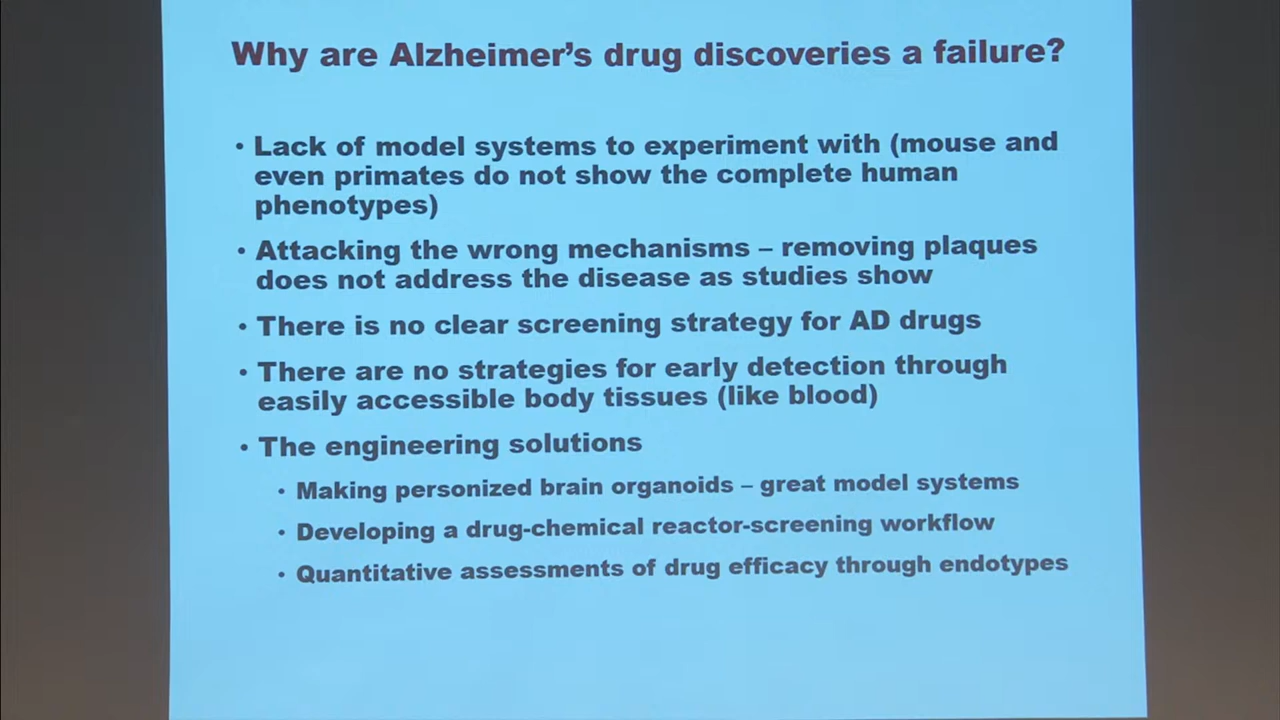 Why are Alzheimer's drug discoveries a failure?
• Lack of model systems to experiment with (mouse and
even primates do not show the complete human
phenotypes)
• Attacking the wrong mechanisms – removing plaques
does not address the disease as studies show
• There is no clear screening strategy for AD drugs
• There are no strategies for early detection through
easily accessible body tissues (like blood)
• The engineering solutions
• Making personized brain organoids – great model systems
• Developing a drug-chemical reactor-screening workflow
• Quantitative assessments of drug efficacy through endotypes